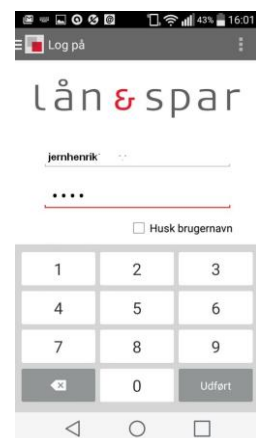 43% 16:01
Log på
lån & spar
jernhenrik
••••
Husk brugernavn
1 2 3
4 5 6
7 8 9
0 Udført